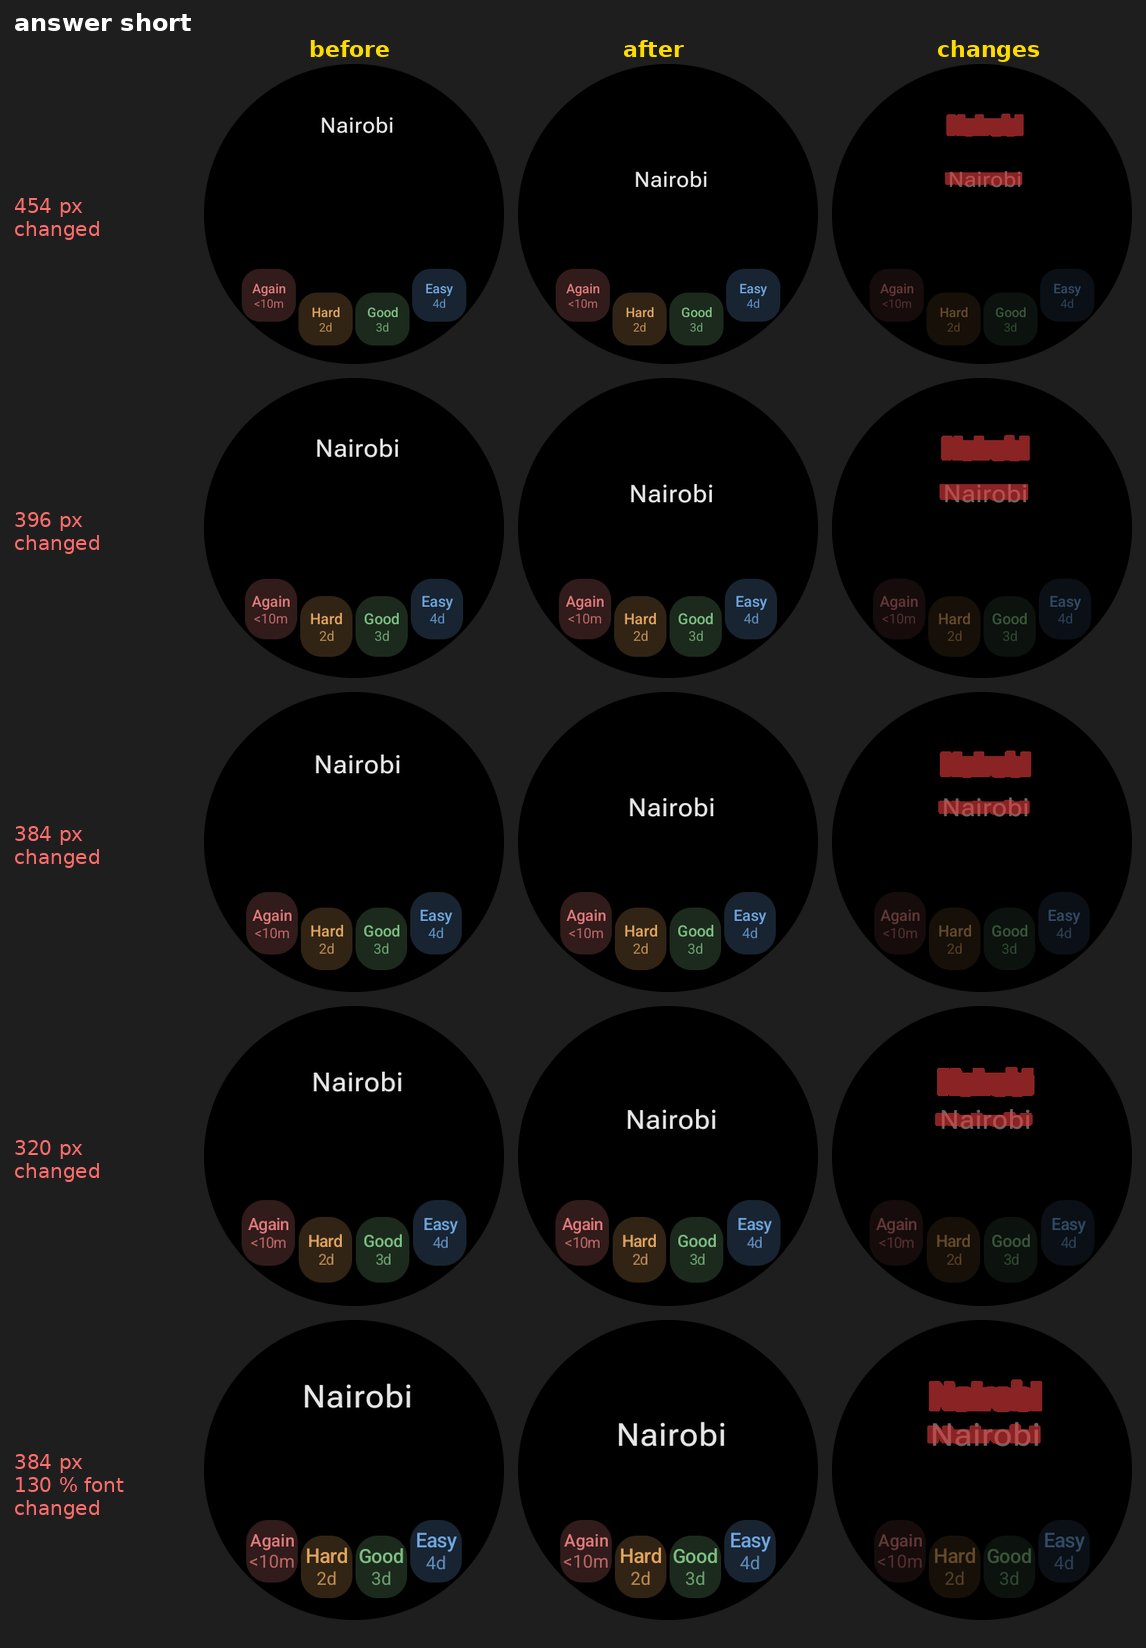 answer short
before after changes
Nairobi
Nairobi
Nairobi
454 px
changed
Again
<10m
Hard
2d
Good
3d
Easy
4d
Again
<10m
Hard
2d
Good
3d
Easy
4d
Again
<10m
Hard
2d
Good
3d
Easy
4d
Nairobi
Nairobi
Nairobi
396 px
changed
Again
<10m
Hard
2d
Good
3d
Easy
4d
Again
<10m
Hard
2d
Good
3d
Easy
4d
Again
<10m
Hard
2d
Good
3d
Easy
4d
Nairobi
Nairobi
Nairobi
384 px
changed
Again
<10m
Hard
2d
Good
3d
Easy
4d
Again
<10m
Hard
2d
Good
3d
Easy
4d
Again
<10m
Hard
2d
Good
3d
Easy
4d
Nairobi
Nairobi
Nairobi
320 px
changed
Again
<10m
Hard
2d
Good
3d
Easy
4d
Again
<10m
Hard
2d
Good
3d
Easy
4d
Again
<10m
Hard
2d
Good
3d
Easy
4d
Nairobi
Nairobi
Nairobi
384 px
130 % font
changed
Again
<10m
Hard
2d
Good
3d
Easy
4d
Again
<10m
Hard
2d
Good
3d
Easy
4d
Again
<10m
Hard
2d
Good
3d
Easy
4d